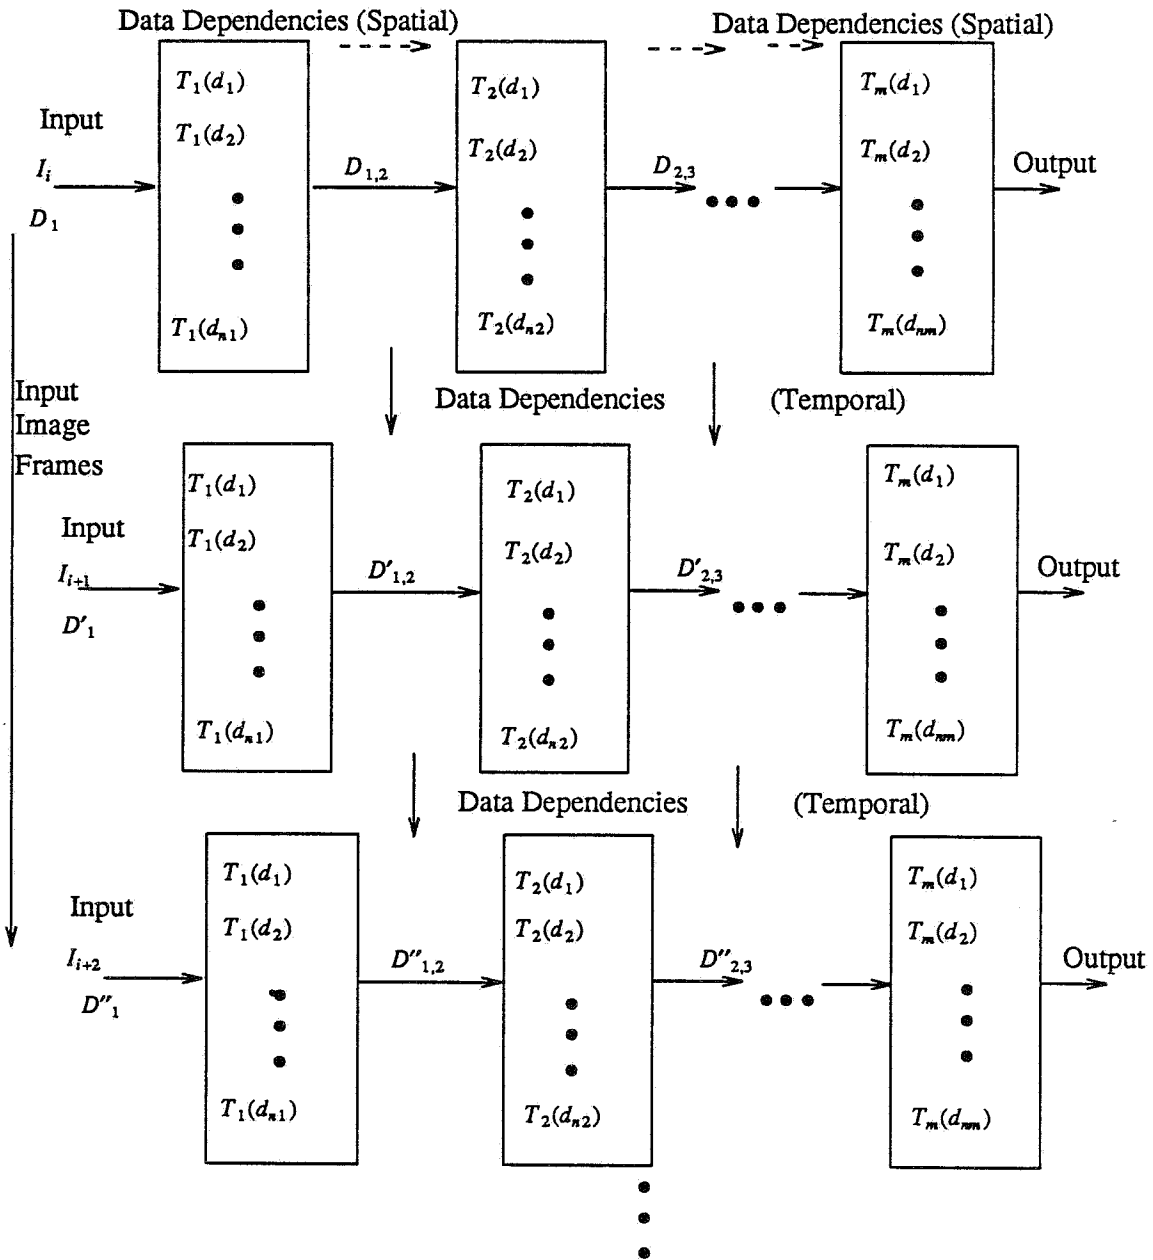 Data Dependencies (Spatial) Data Dependencies (Spatial)
T₁(d₁) T₂(d₁) Tₘ(d₁)
Input
T₁(d₂) T₂(d₂) Tₘ(d₂)
Iᵢ D₁,₂ D₂,₃ Output
D₁
T₁(dₙ₁) T₂(dₙ₂) Tₘ(dₙₘ)
Input
Image
Frames
Data Dependencies (Temporal)
T₁(d₁) T₂(d₁) Tₘ(d₁)
Input
T₁(d₂) T₂(d₂) Tₘ(d₂)
Iᵢ₊₁ D′₁,₂ D′₂,₃ Output
D′₁
T₁(dₙ₁) T₂(dₙ₂) Tₘ(dₙₘ)
Data Dependencies (Temporal)
T₁(d₁) T₂(d₁) Tₘ(d₁)
Input
T₁(d₂) T₂(d₂) Tₘ(d₂)
Iᵢ₊₂ D″₁,₂ D″₂,₃ Output
D″₁
T₁(dₙ₁) T₂(dₙ₂) Tₘ(dₙₘ)